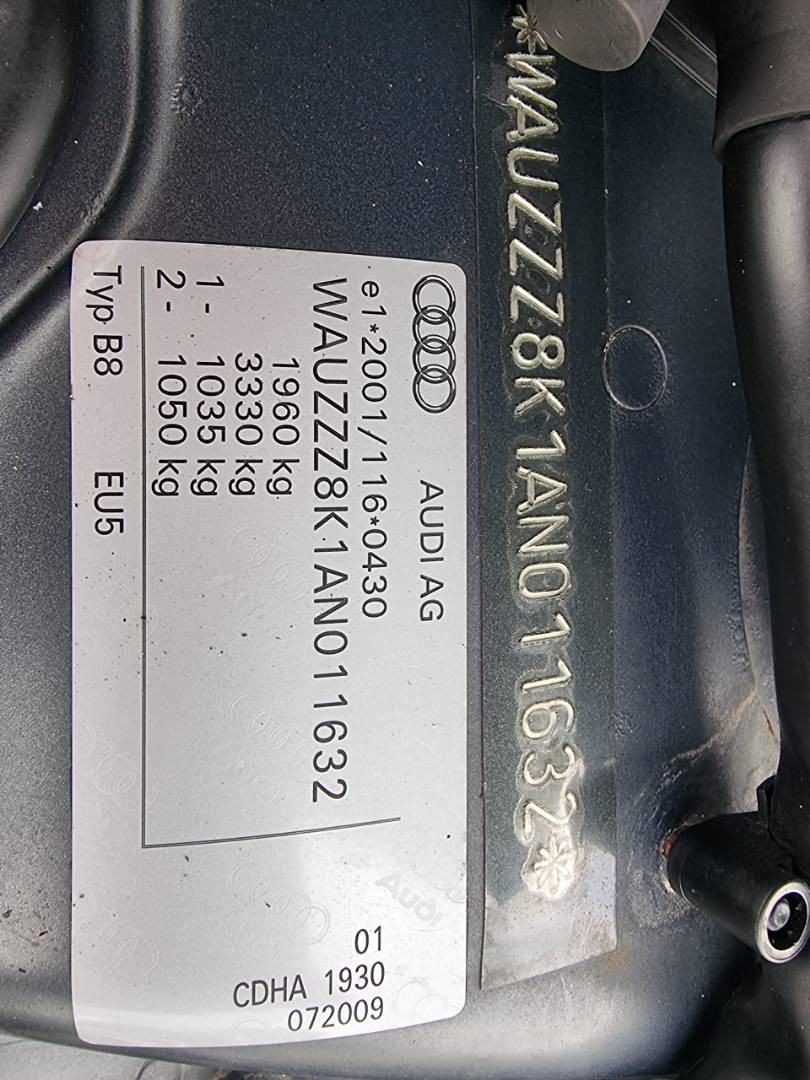 *WAUZZZ8K1AN011632*
AUDI AG
e1*2001/116*0430
WAUZZZ8K1AN011632
1960 kg
3330 kg
1 - 1035 kg
2 - 1050 kg
Typ B8 EU5
AUDI
01
CDHA 1930
072009